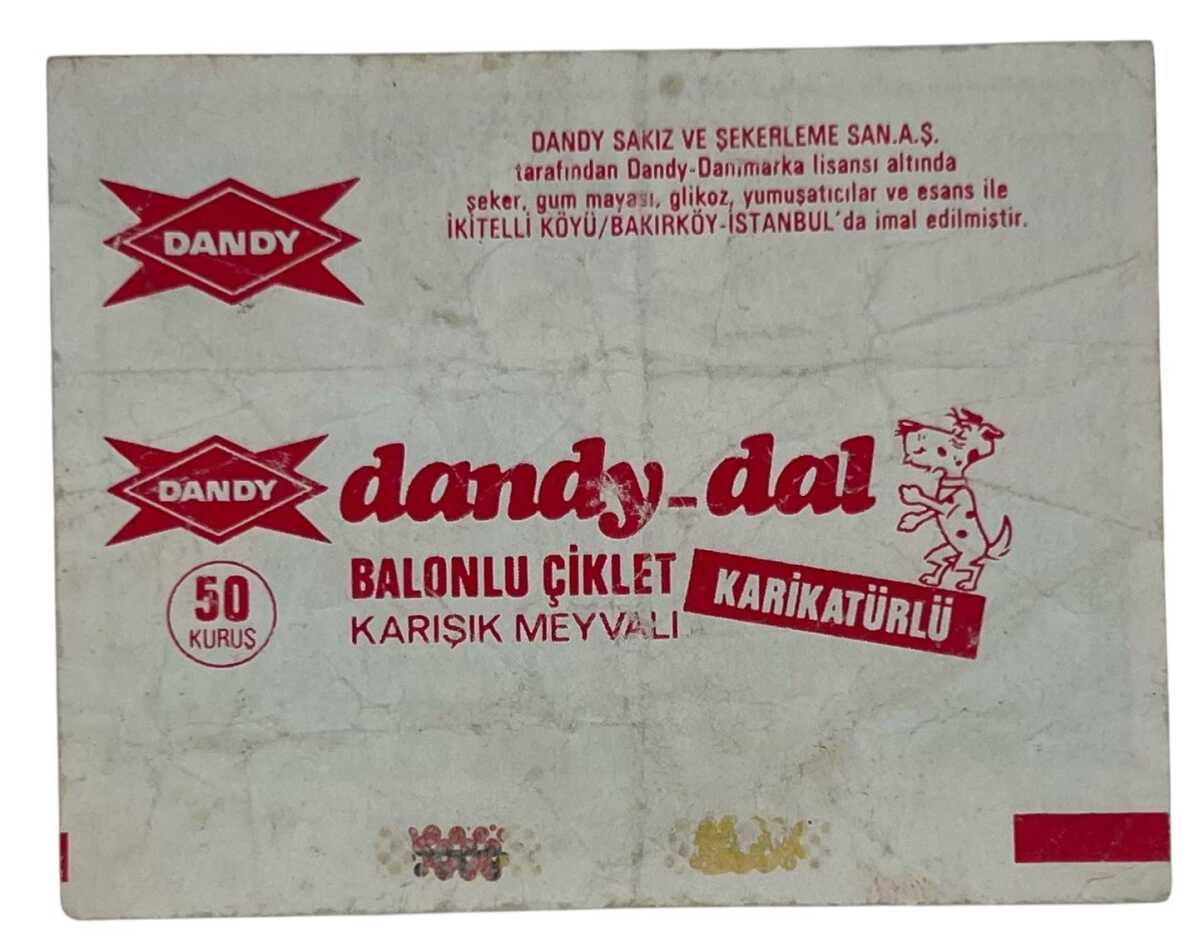 DANDY SAKIZ VE ŞEKERLEME SAN.A.Ş.
tarafından Dandy-Danimarka lisansı altında
şeker, gum mayası, glikoz, yumuşatıcılar ve esans ile
İKİTELLİ KÖYÜ/BAKIRKÖY-İSTANBUL'da imal edilmiştir.
DANDY
DANDY
dandy-dal
50
KURUŞ
BALONLU ÇİKLET
KARIŞIK MEYVALI
KARİKATÜRLÜ